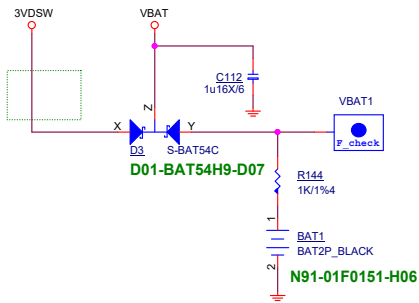 3VDSW
VBAT
C112
1u16X/6
VBAT1
F_check
Z
X
Y
D3
S-BAT54C
D01-BAT54H9-D07
R144
1K/1%4
1
BAT1
BAT2P_BLACK
2
N91-01F0151-H06